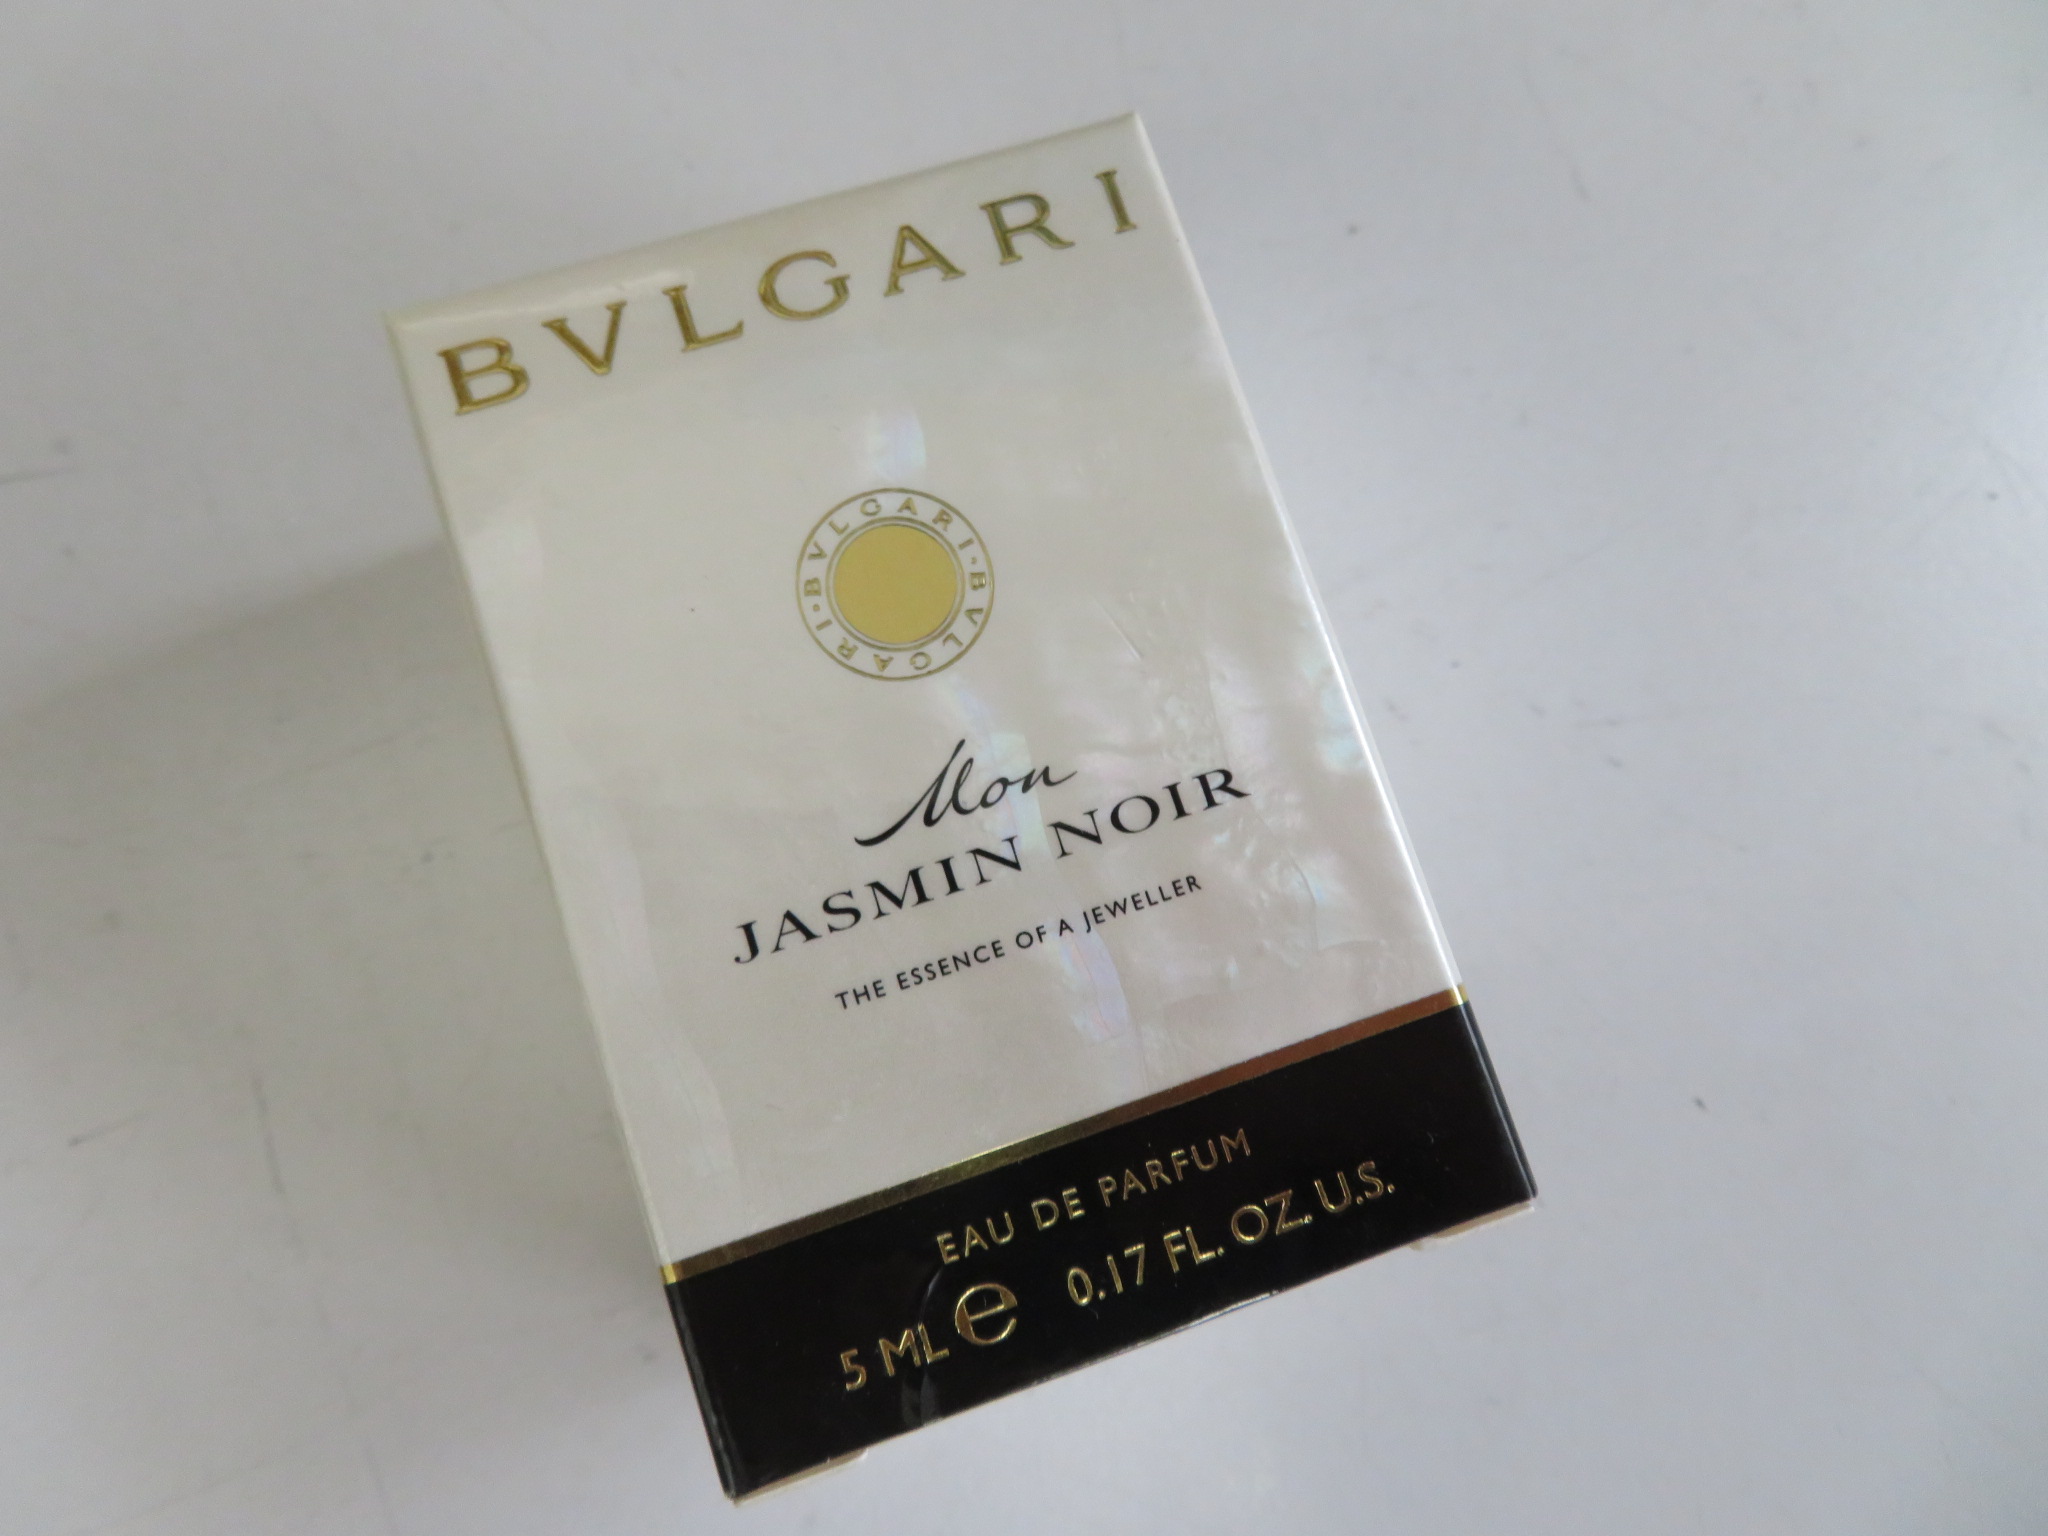 BVLGARI
BVLGARI · BVLGARI ·
Mon
JASMIN NOIR
THE ESSENCE OF A JEWELLER
EAU DE PARFUM
5 ML e 0.17 FL. OZ. U.S.